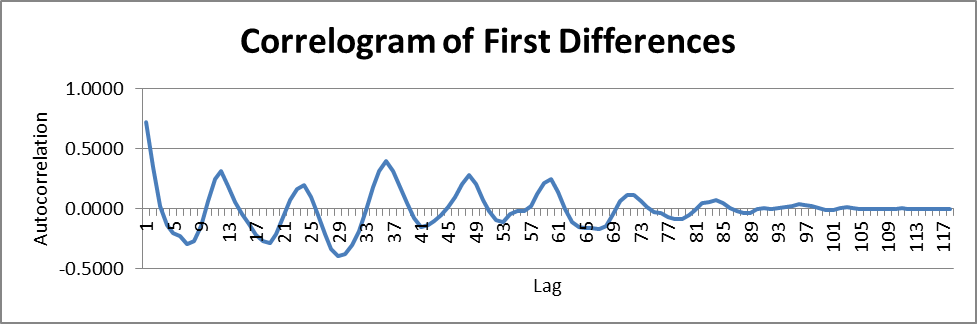 Correlogram of First Differences
1.0000
0.5000
0.0000
-0.5000
Autocorrelation
1 5 9 13 17 21 25 29 33 37 41 45 49 53 57 61 65 69 73 77 81 85 89 93 97 101 105 109 113 117
Lag